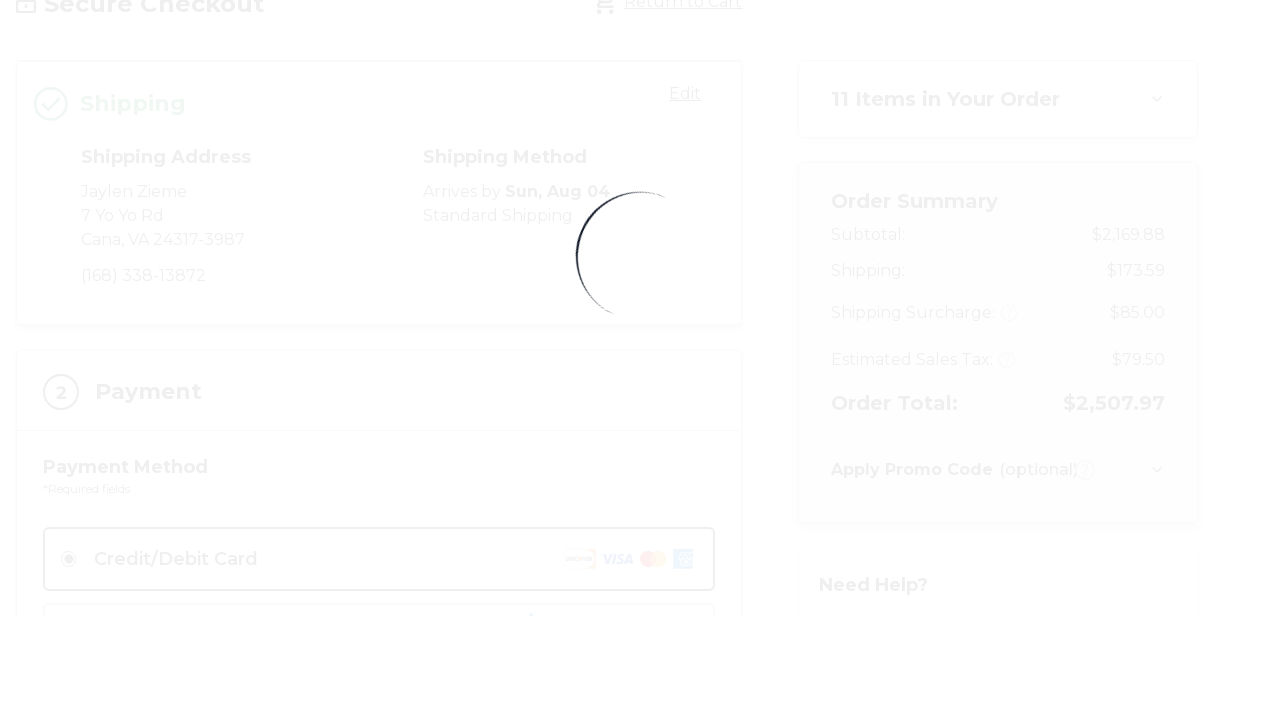 Secure Checkout
Return to Cart
Shipping
Edit
Shipping Address
Jaylen Zieme
7 Yo Yo Rd
Cana, VA 24317-3987
(168) 338-13872
Shipping Method
Arrives by Sun, Aug 04
Standard Shipping
2 Payment
Payment Method
*Required fields
Credit/Debit Card
DISCOVER VISA
11 Items in Your Order
Order Summary
Subtotal: $2,169.88
Shipping: $173.59
Shipping Surcharge: $85.00
Estimated Sales Tax: $79.50
Order Total: $2,507.97
Apply Promo Code (optional)
Need Help?